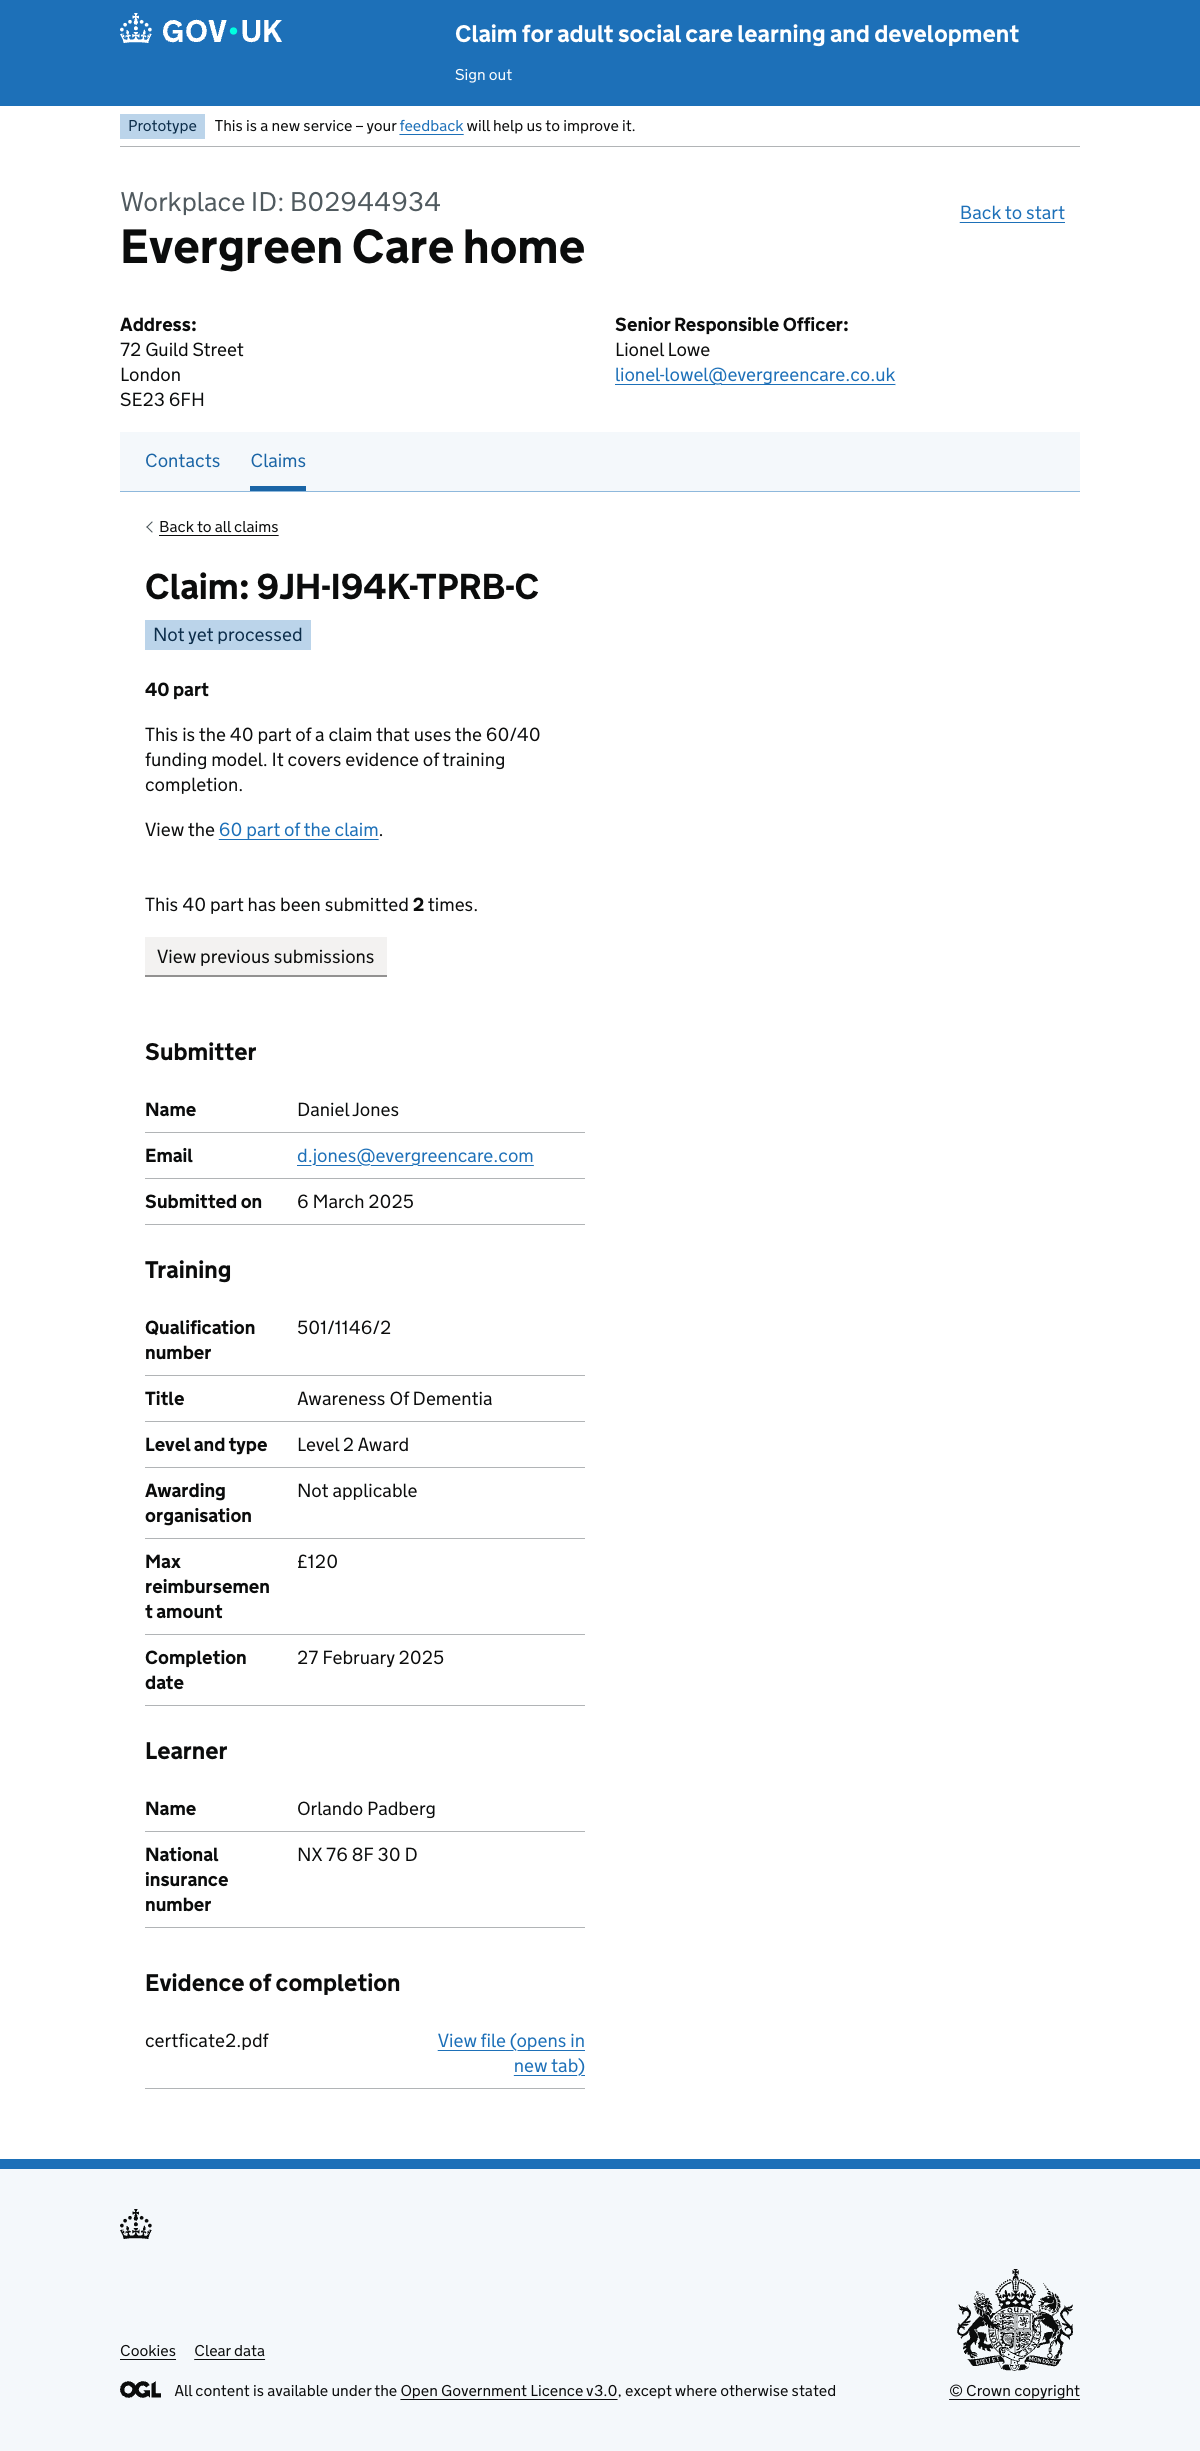 GOV·UK
Claim for adult social care learning and development
Sign out
Prototype This is a new service – your feedback will help us to improve it.
Workplace ID: B02944934
Back to start
Evergreen Care home
Address:
72 Guild Street
London
SE23 6FH
Senior Responsible Officer:
Lionel Lowe
lionel-lowel@evergreencare.co.uk
Contacts Claims
Back to all claims
Claim: 9JH-I94K-TPRB-C
Not yet processed
40 part
This is the 40 part of a claim that uses the 60/40
funding model. It covers evidence of training
completion.
View the 60 part of the claim.
This 40 part has been submitted 2 times.
View previous submissions
Submitter
Name Daniel Jones
Email d.jones@evergreencare.com
Submitted on 6 March 2025
Training
Qualification 501/1146/2
number
Title Awareness Of Dementia
Level and type Level 2 Award
Awarding Not applicable
organisation
Max £120
reimbursemen
t amount
Completion 27 February 2025
date
Learner
Name Orlando Padberg
National NX 76 8F 30 D
insurance
number
Evidence of completion
certficate2.pdf View file (opens in
new tab)
Cookies Clear data
OGL All content is available under the Open Government Licence v3.0, except where otherwise stated
© Crown copyright